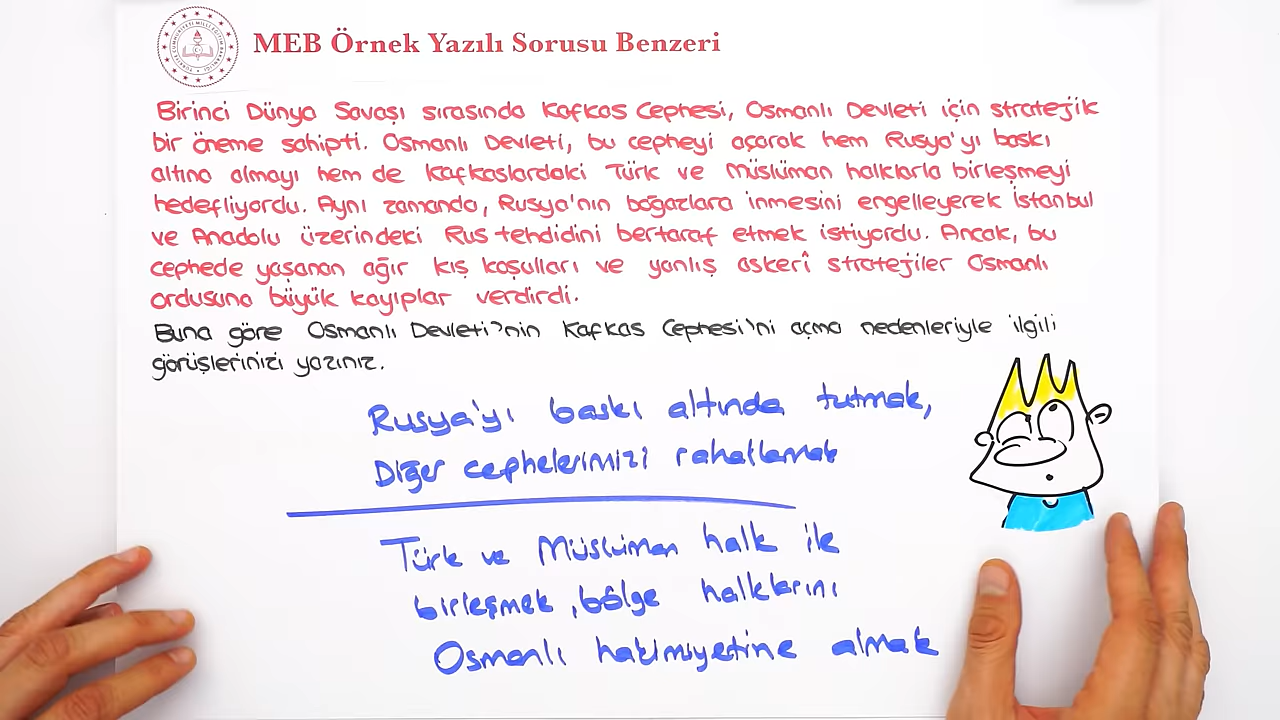 MEB Örnek Yazılı Sorusu Benzeri
Birinci Dünya Savaşı sırasında Kafkas Cephesi, Osmanlı Devleti için stratejik
bir öneme sahipti. Osmanlı Devleti, bu cepheyi açarak hem Rusya'yı baskı
altına almayı hem de Kafkaslardaki Türk ve Müslüman halklarla birleşmeyi
hedefliyordu. Aynı zamanda, Rusya'nın boğazlara inmesini engelleyerek İstanbul
ve Anadolu üzerindeki Rus tehdidini bertaraf etmek istiyordu. Ancak, bu
cephede yaşanan ağır kış koşulları ve yanlış askerî stratejiler Osmanlı
ordusuna büyük kayıplar verdirdi.
Buna göre Osmanlı Devleti'nin Kafkas Cephesi'ni açma nedenleriyle ilgili
görüşlerinizi yazınız.
Rusya'yı baskı altında tutmak,
Diğer cephelerimizi rahatlamak
Türk ve Müslüman halk ile
birleşmek, bölge halklarını
Osmanlı hakimiyetine almak